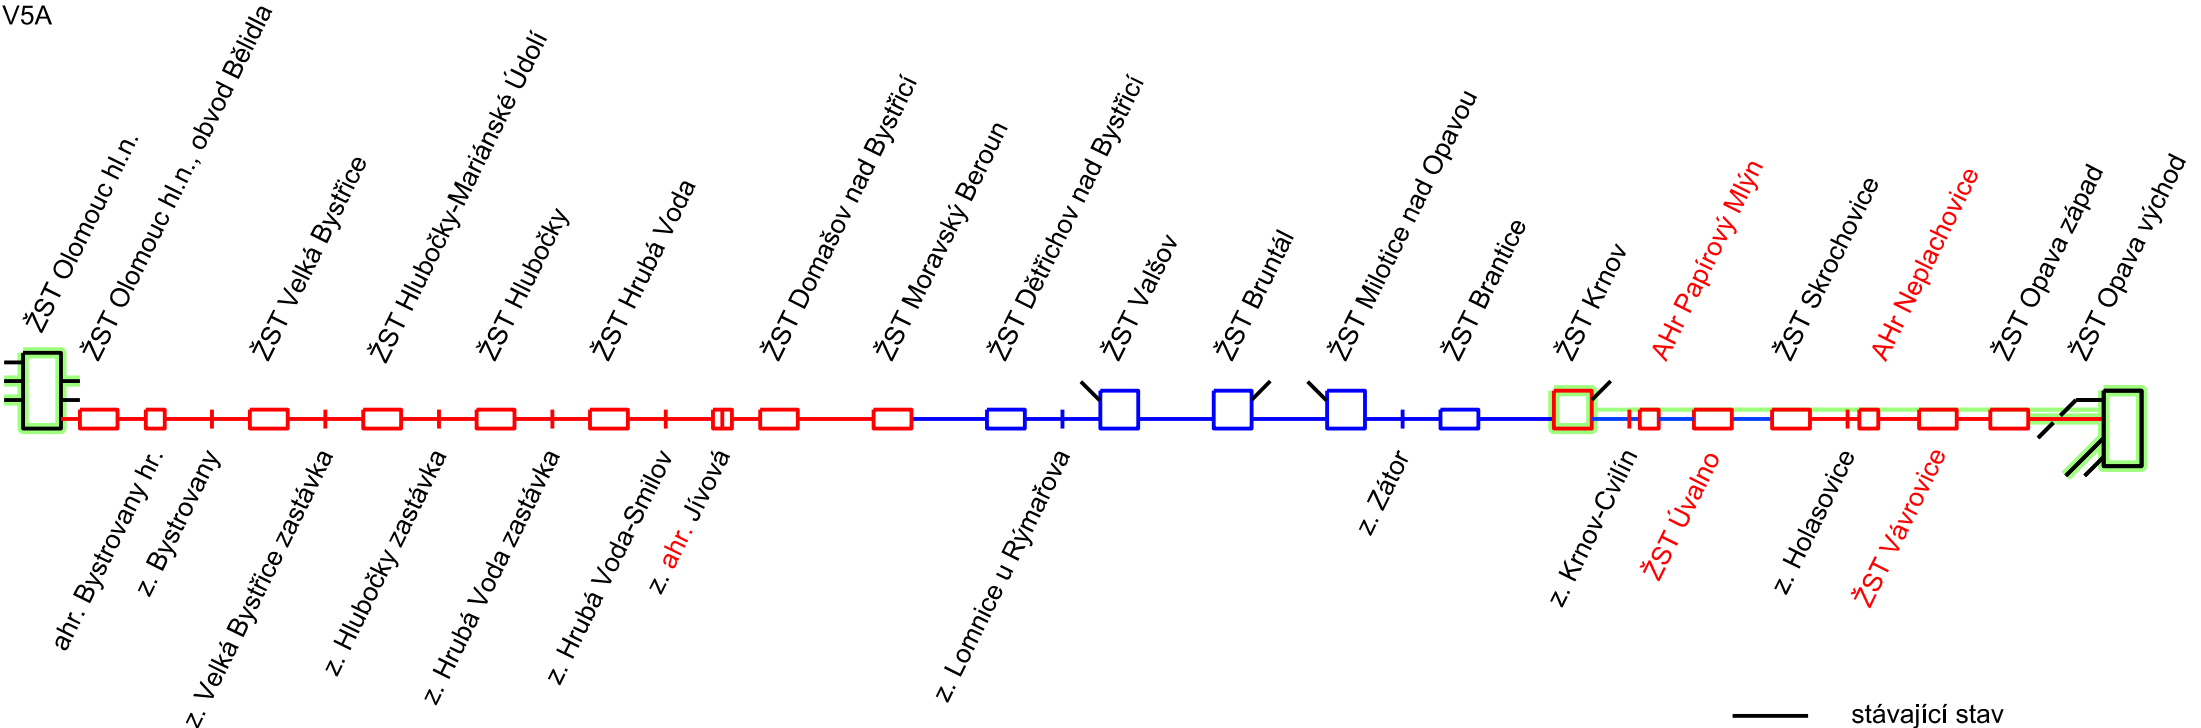 V5A
ŽST Olomouc hl.n.
ŽST Olomouc hl.n., obvod Bělidla
ŽST Velká Bystřice
ŽST Hlubočky-Mariánské Údolí
ŽST Hlubočky
ŽST Hrubá Voda
ŽST Domašov nad Bystřicí
ŽST Moravský Beroun
ŽST Dětřichov nad Bystřicí
ŽST Valšov
ŽST Bruntál
ŽST Milotice nad Opavou
ŽST Brantice
ŽST Krnov
AHr Papírový Mlýn
ŽST Skrochovice
AHr Neplachovice
ŽST Opava západ
ŽST Opava východ
ahr. Bystrovany hr.
z. Bystrovany
z. Velká Bystřice zastávka
z. Hlubočky zastávka
z. Hrubá Voda zastávka
z. Hrubá Voda-Smilov
z. ahr. Jívová
z. Lomnice u Rýmařova
z. Zátor
z. Krnov-Cvilín
ŽST Úvalno
z. Holasovice
ŽST Vávrovice
stávající stav